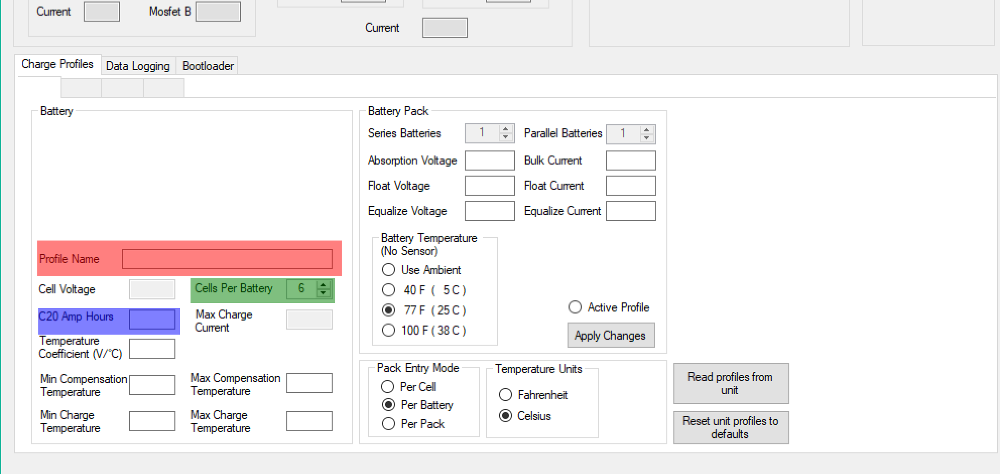 Current
Mosfet B
Current
Charge Profiles
Data Logging
Bootloader
Battery
Profile Name
Cell Voltage
Cells Per Battery
6
C20 Amp Hours
Max Charge
Current
Temperature
Coefficient (V/°C)
Min Compensation
Temperature
Max Compensation
Temperature
Min Charge
Temperature
Max Charge
Temperature
Battery Pack
Series Batteries
1
Parallel Batteries
1
Absorption Voltage
Bulk Current
Float Voltage
Float Current
Equalize Voltage
Equalize Current
Battery Temperature
(No Sensor)
Use Ambient
40 F ( 5 C )
77 F ( 25 C )
100 F ( 38 C )
Active Profile
Apply Changes
Pack Entry Mode
Per Cell
Per Battery
Per Pack
Temperature Units
Fahrenheit
Celsius
Read profiles from
unit
Reset unit profiles to
defaults